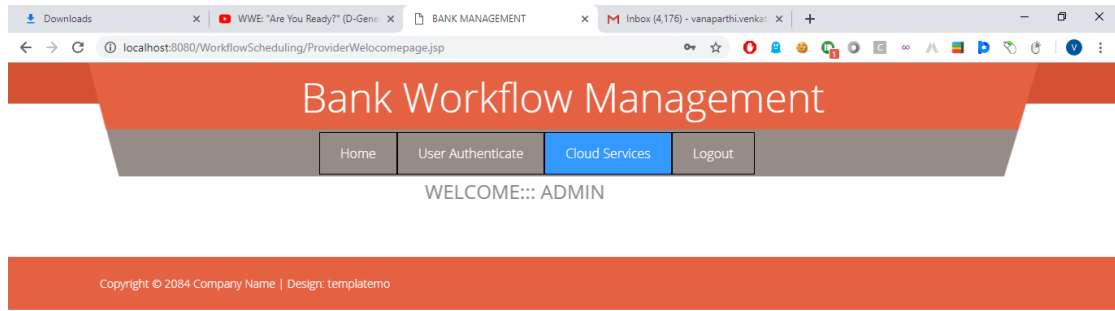 Downloads
WWE: "Are You Ready?" (D-Gener
BANK MANAGEMENT
Inbox (4,176) - vanaparthi.venkat
localhost:8080/WorkflowScheduling/ProviderWelocomepage.jsp
Bank Workflow Management
Home User Authenticate Cloud Services Logout
WELCOME::: ADMIN
Copyright © 2084 Company Name | Design: templatemo